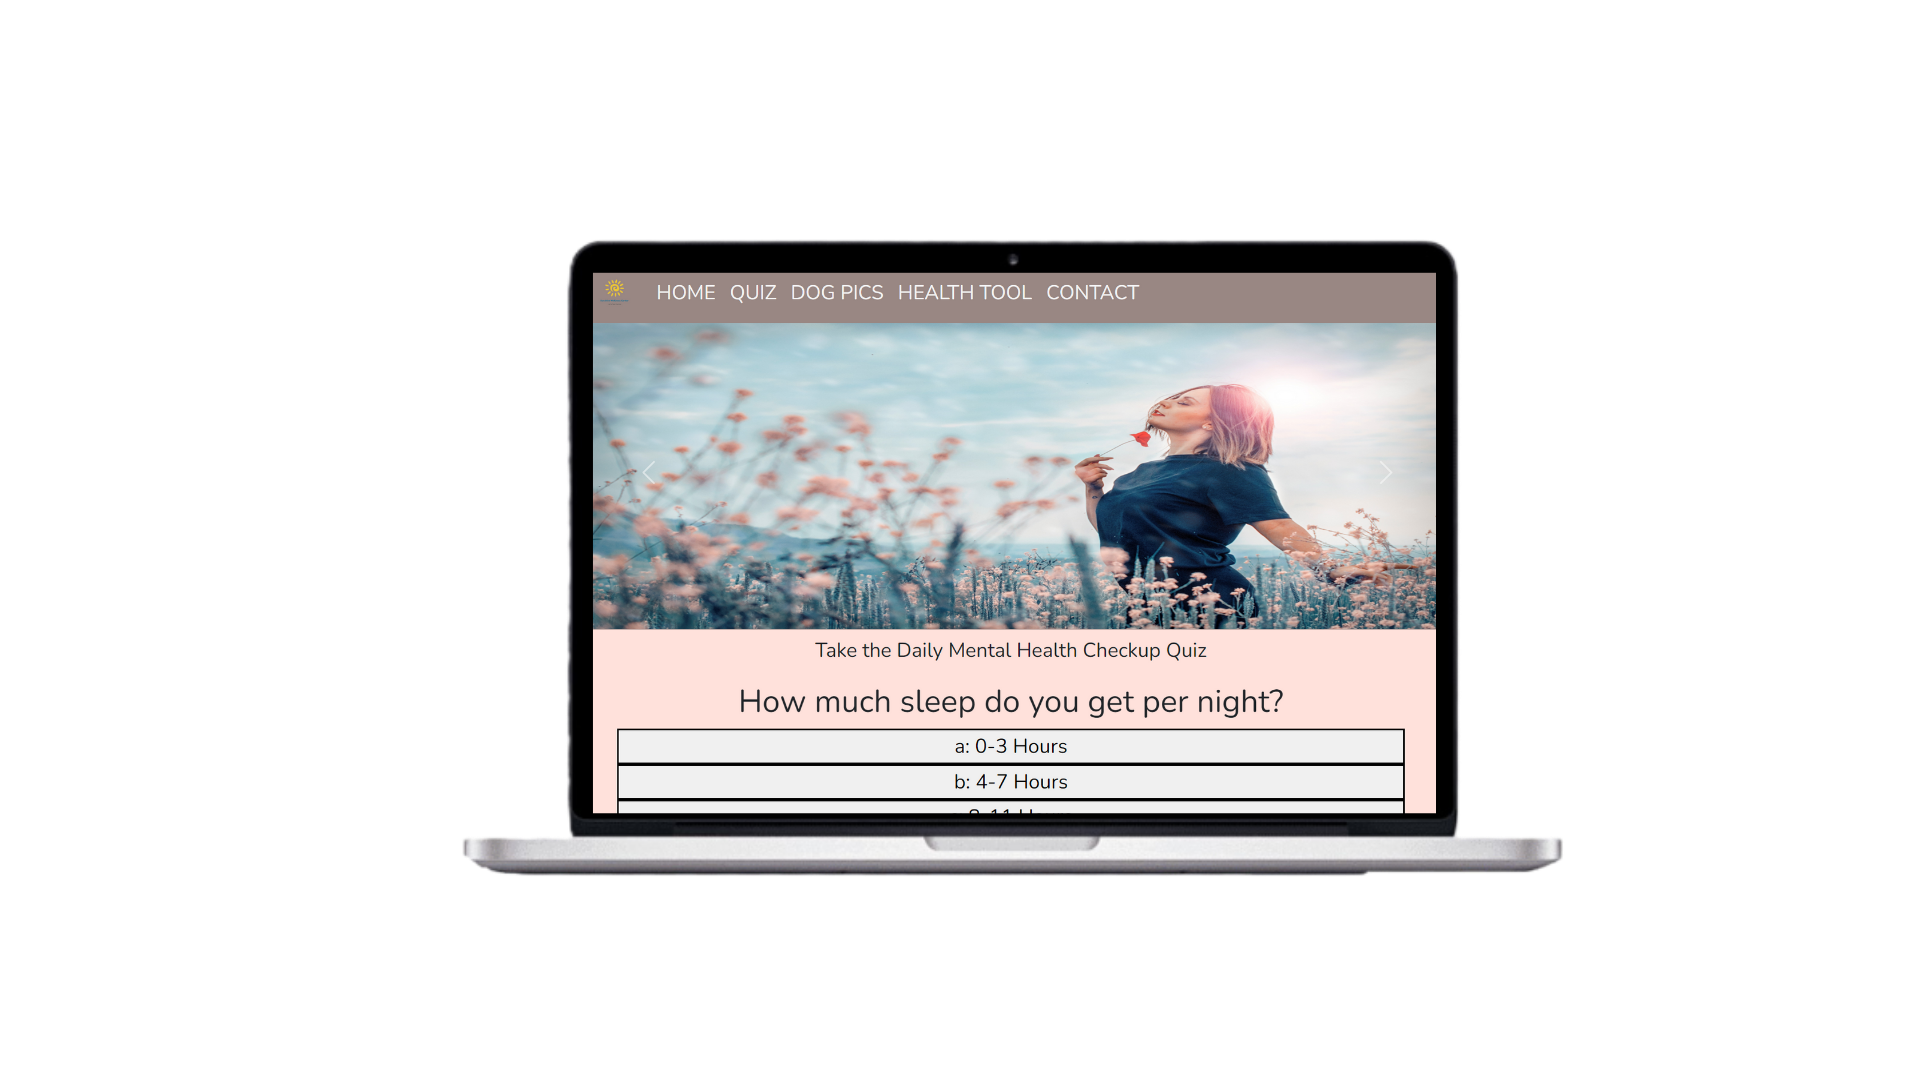 HOME QUIZ DOG PICS HEALTH TOOL CONTACT
Take the Daily Mental Health Checkup Quiz
How much sleep do you get per night?
a: 0-3 Hours
b: 4-7 Hours